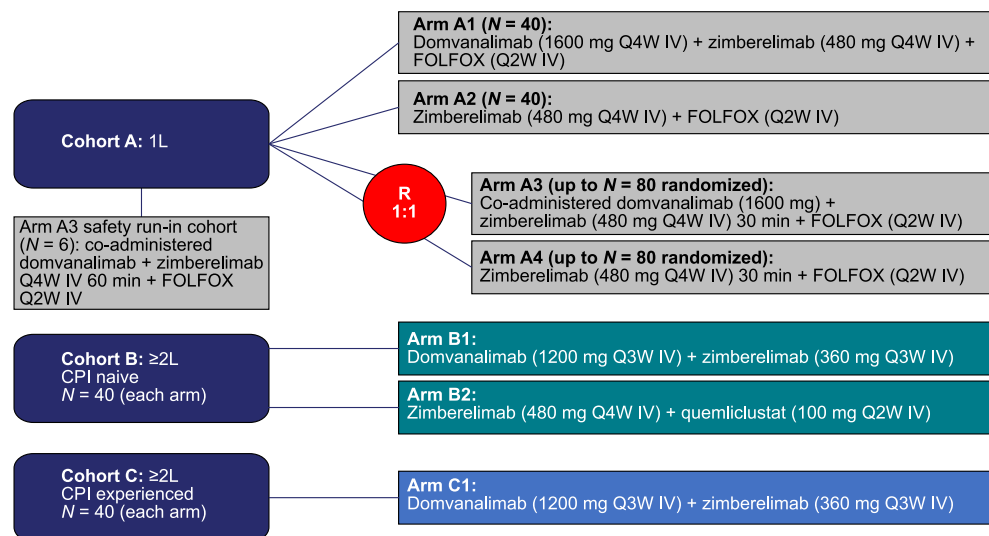 Arm A1 (N = 40):
Domvanalimab (1600 mg Q4W IV) + zimberelimab (480 mg Q4W IV) +
FOLFOX (Q2W IV)
Arm A2 (N = 40):
Zimberelimab (480 mg Q4W IV) + FOLFOX (Q2W IV)
Cohort A: 1L
R
1:1
Arm A3 (up to N = 80 randomized):
Co-administered domvanalimab (1600 mg) +
zimberelimab (480 mg Q4W IV) 30 min + FOLFOX (Q2W IV)
Arm A4 (up to N = 80 randomized):
Zimberelimab (480 mg Q4W IV) 30 min + FOLFOX (Q2W IV)
Arm A3 safety run-in cohort
(N = 6): co-administered
domvanalimab + zimberelimab
Q4W IV 60 min + FOLFOX
Q2W IV
Cohort B: ≥2L
CPI naive
N = 40 (each arm)
Arm B1:
Domvanalimab (1200 mg Q3W IV) + zimberelimab (360 mg Q3W IV)
Arm B2:
Zimberelimab (480 mg Q4W IV) + quemliclustat (100 mg Q2W IV)
Cohort C: ≥2L
CPI experienced
N = 40 (each arm)
Arm C1:
Domvanalimab (1200 mg Q3W IV) + zimberelimab (360 mg Q3W IV)